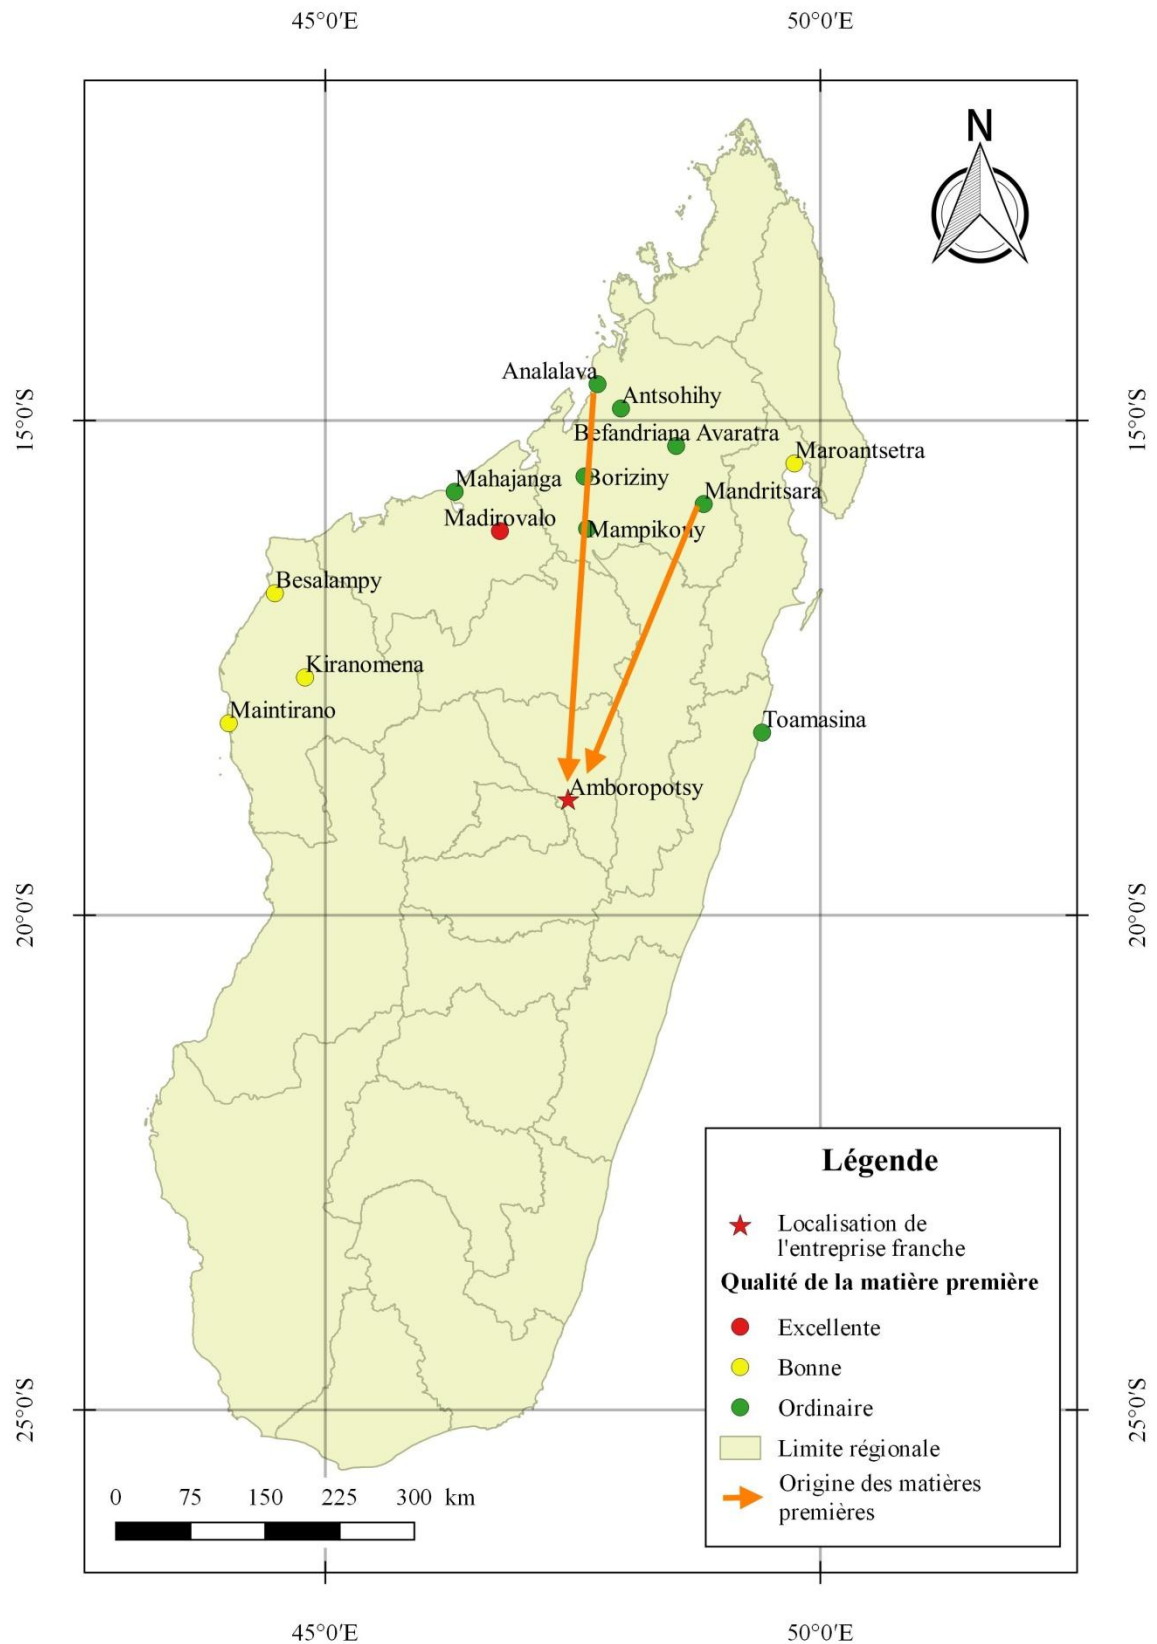 45°0'E 50°0'E
N
Analalava
Antsohihy
15°0'S 15°0'S
Befandriana Avaratra
Maroantsetra
Boriziny
Mahajanga
Mandritsara
Madirovalo
Mampikony
Besalampy
Kiranomena
Maintirano
Toamasina
Amboropotsy
20°0'S 20°0'S
Légende
Localisation de
l'entreprise franche
Qualité de la matière première
Excellente
Bonne
Ordinaire
25°0'S 25°0'S
Limite régionale
Origine des matières
premières
0 75 150 225 300 km
45°0'E 50°0'E